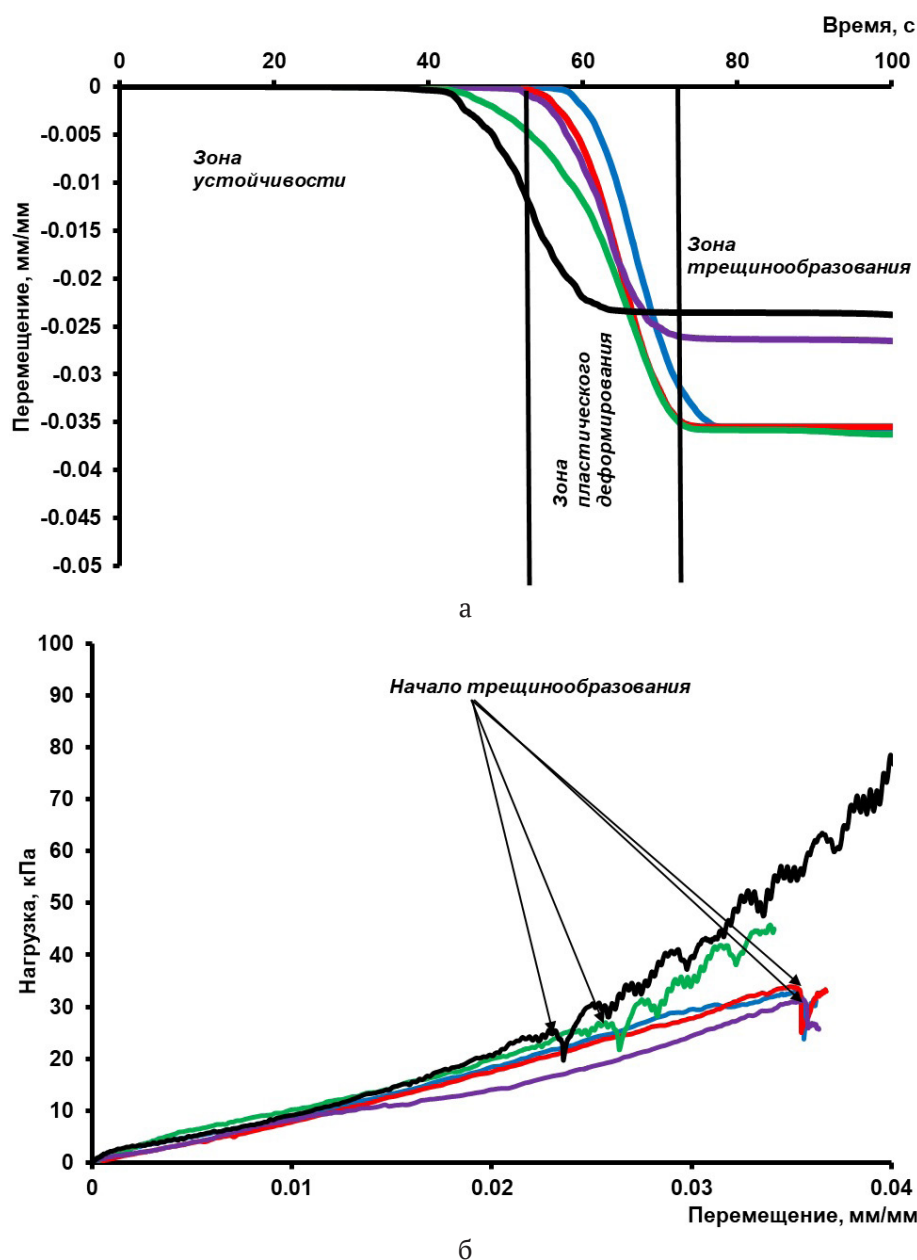 Время, с
0 20 40 60 80 100
0
-0.005
-0.01
-0.015
-0.02
-0.025
-0.03
-0.035
-0.04
-0.045
-0.05
Перемещение, мм/мм
Зона
устойчивости
Зона
пластического
деформирования
Зона
трещинообразования
а
100
90
80
70
60
50
40
30
20
10
0
Нагрузка, кПа
Начало трещинообразования
0 0.01 0.02 0.03 0.04
Перемещение, мм/мм
б